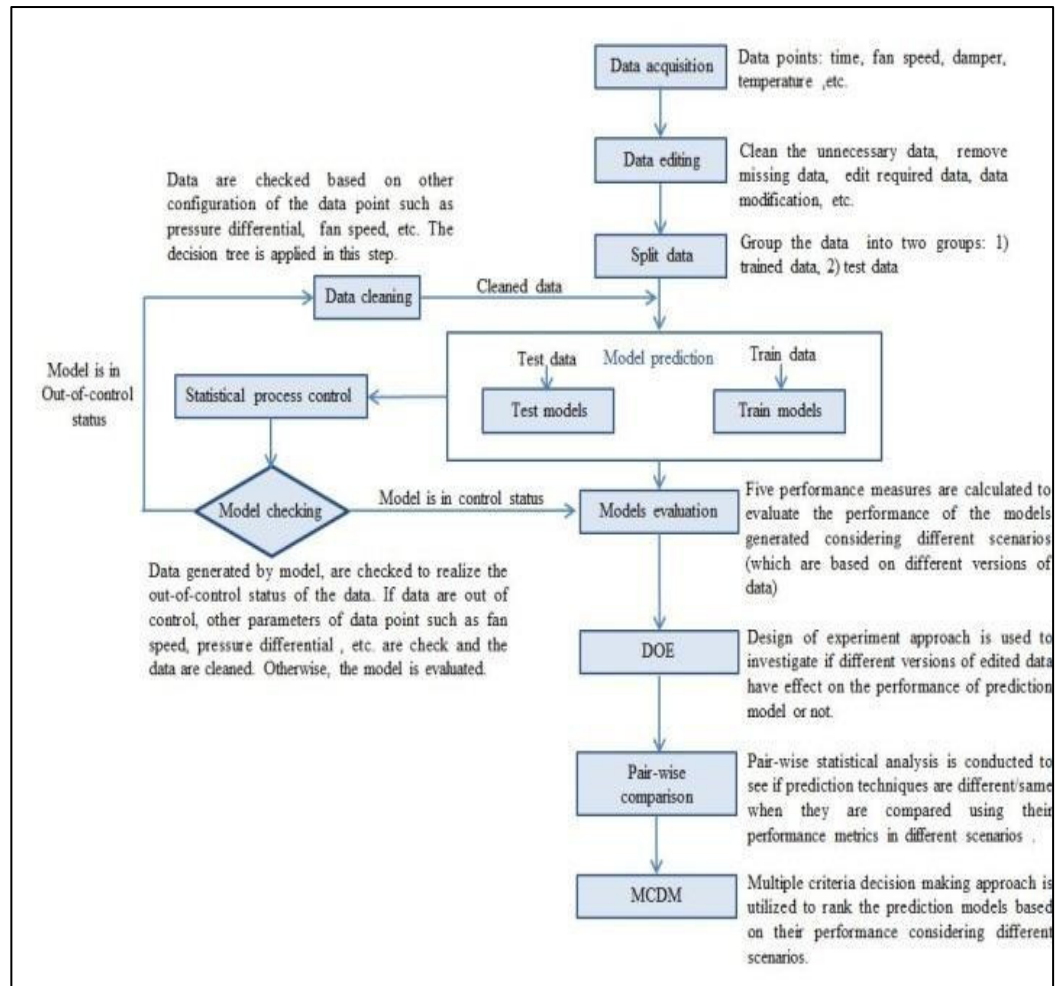 Data acquisition
Data points: time, fan speed, damper,
temperature ,etc.
Data editing
Clean the unnecessary data, remove
missing data, edit required data, data
modification, etc.
Data are checked based on other
configuration of the data point such as
pressure differential, fan speed, etc. The
decision tree is applied in this step.
Split data
Group the data into two groups: 1)
trained data, 2) test data
Data cleaning
Cleaned data
Model is in
Out-of-control
status
Test data
Model prediction
Train data
Statistical process control
Test models
Train models
Model checking
Model is in control status
Models evaluation
Five performance measures are calculated to
evaluate the performance of the models
generated considering different scenarios
(which are based on different versions of
data)
Data generated by model, are checked to realize the
out-of-control status of the data. If data are out of
control, other parameters of data point such as fan
speed, pressure differential , etc. are check and the
data are cleaned. Otherwise, the model is evaluated.
DOE
Design of experiment approach is used to
investigate if different versions of edited data
have effect on the performance of prediction
model or not.
Pair-wise
comparison
Pair-wise statistical analysis is conducted to
see if prediction techniques are different/same
when they are compared using their
performance metrics in different scenarios .
MCDM
Multiple criteria decision making approach is
utilized to rank the prediction models based
on their performance considering different
scenarios.